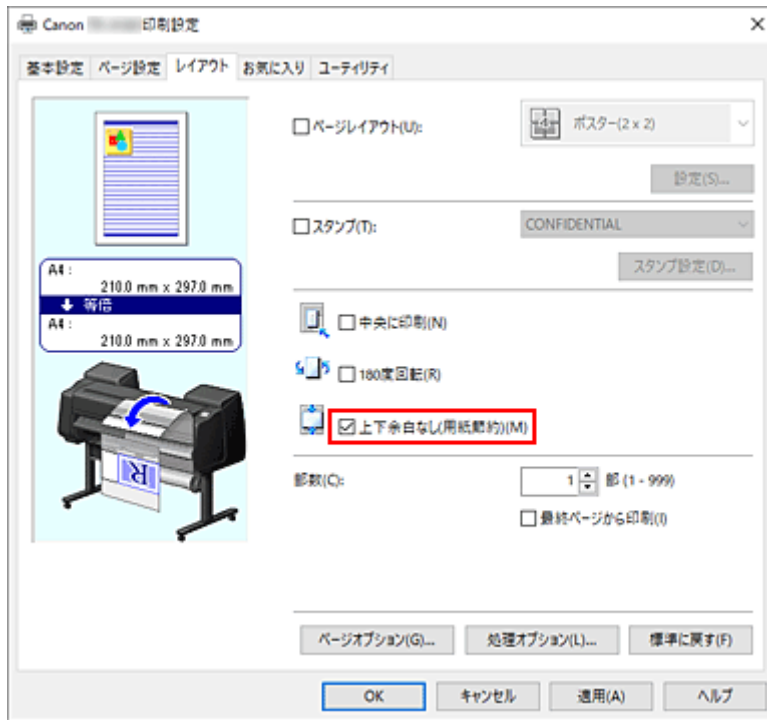 Canon 印刷設定
基本設定 ページ設定 レイアウト お気に入り ユーティリティ
ページレイアウト(U):
ポスター(2 x 2)
設定(S)...
スタンプ(T):
CONFIDENTIAL
スタンプ設定(D)...
A4 :
210.0 mm x 297.0 mm
等倍
A4 :
210.0 mm x 297.0 mm
中央に印刷(N)
180度回転(R)
上下余白なし(用紙節約)(M)
部数(C):
1 部 (1 - 999)
最終ページから印刷(I)
ページオプション(G)...
処理オプション(L)...
標準に戻す(F)
OK
キャンセル
適用(A)
ヘルプ